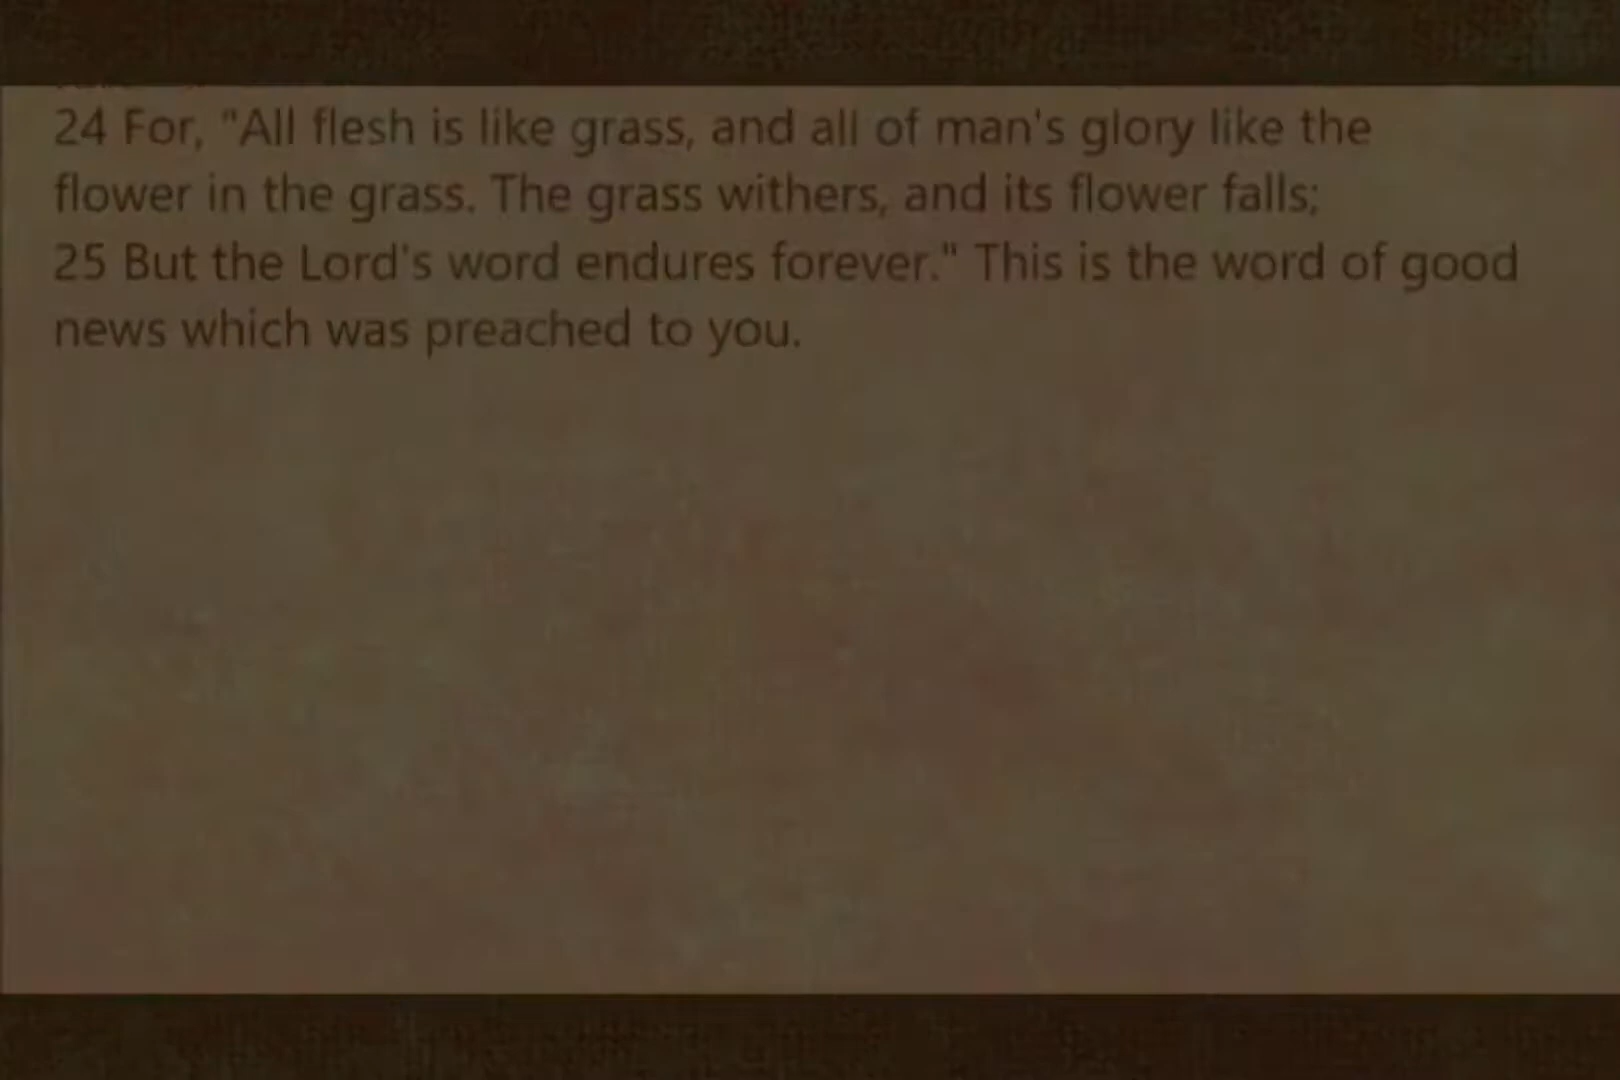 24 For, "All flesh is like grass, and all of man's glory like the
flower in the grass. The grass withers, and its flower falls;
25 But the Lord's word endures forever." This is the word of good
news which was preached to you.